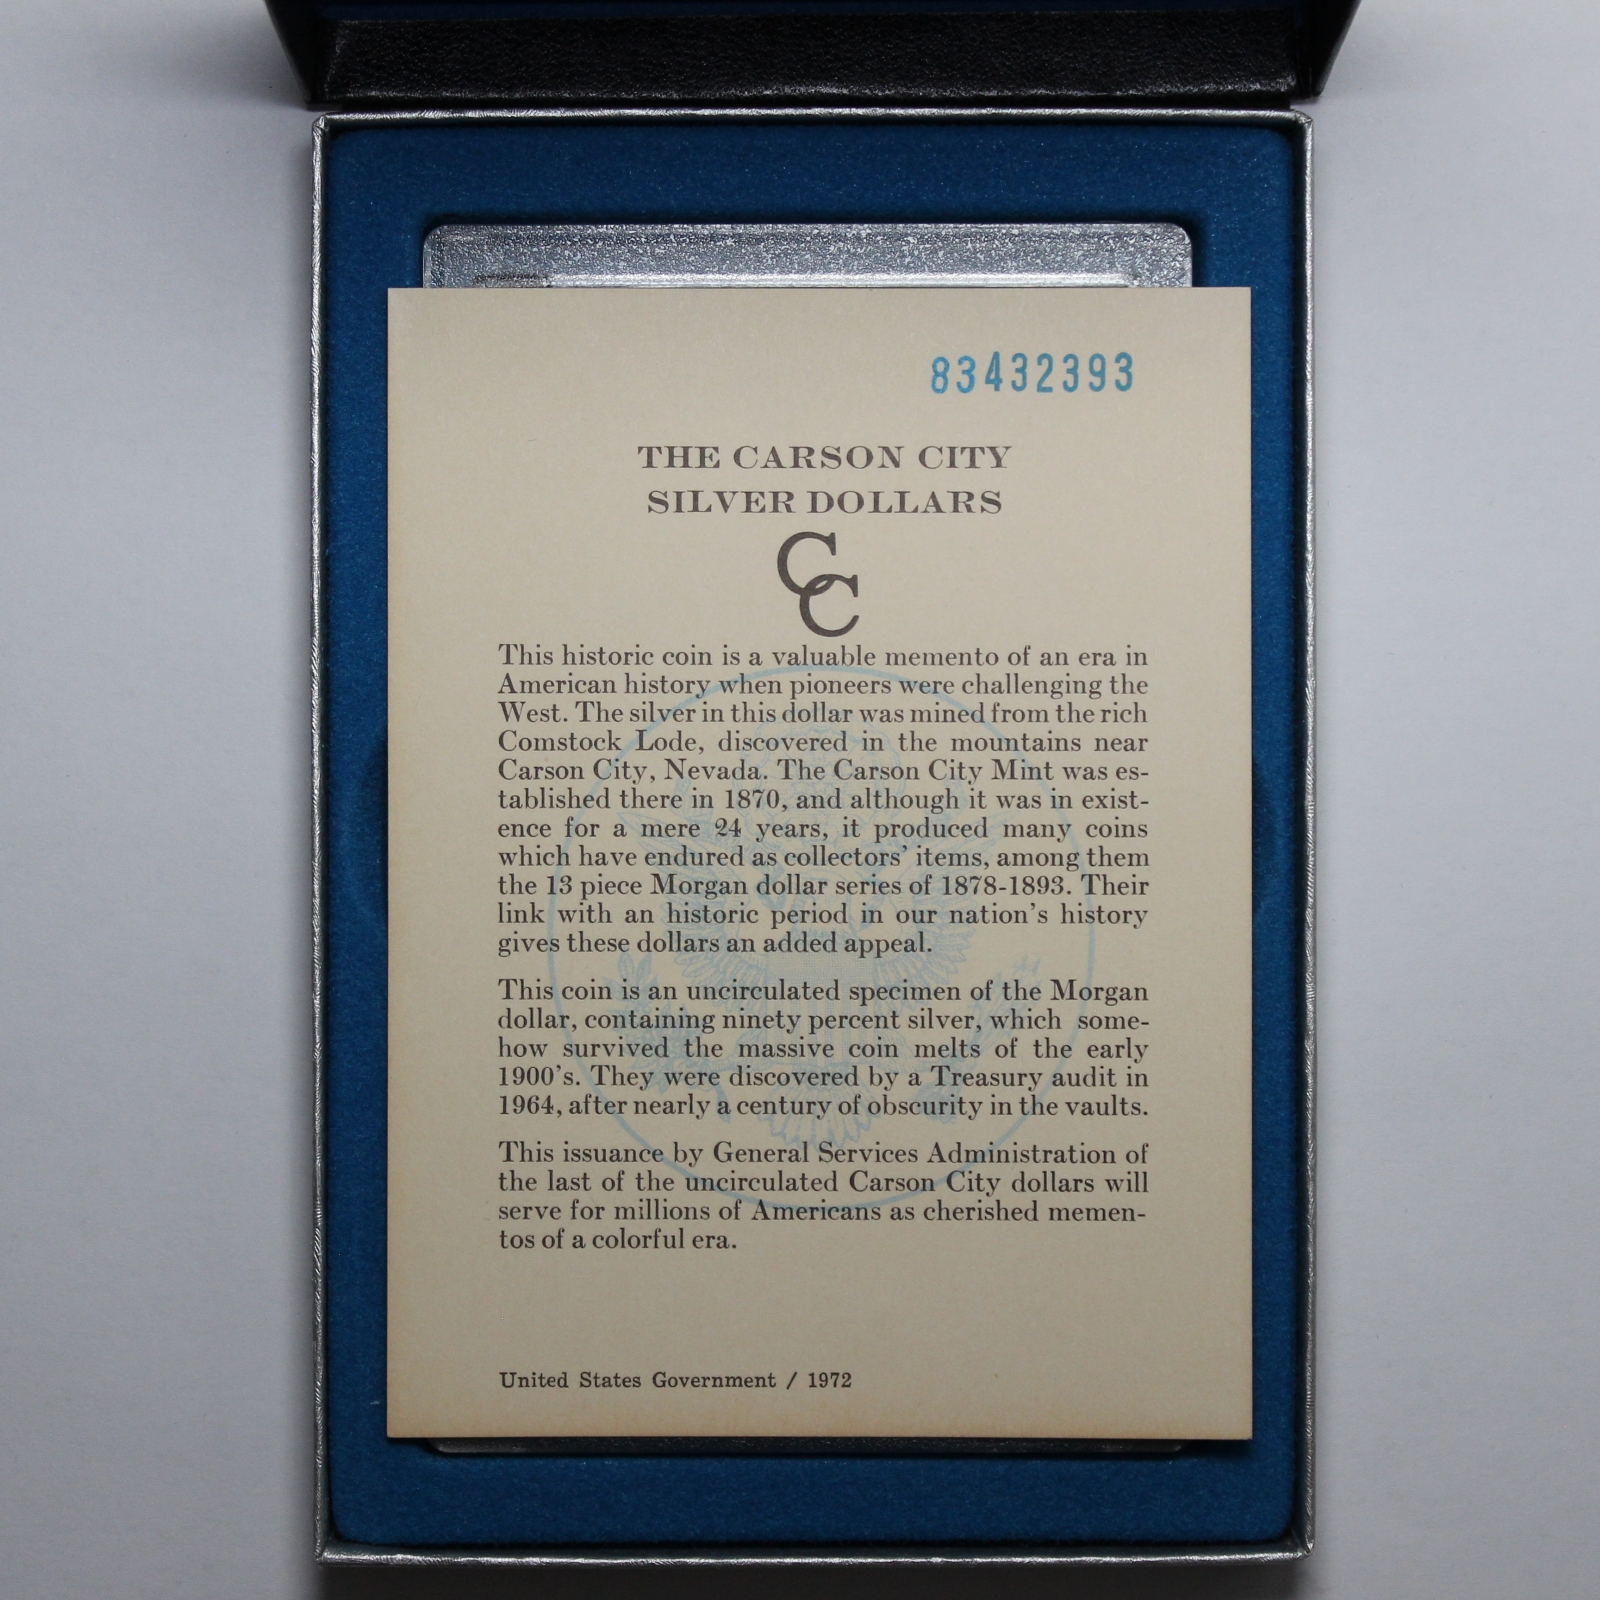 83432393
THE CARSON CITY
SILVER DOLLARS
CC
This historic coin is a valuable memento of an era in
American history when pioneers were challenging the
West. The silver in this dollar was mined from the rich
Comstock Lode, discovered in the mountains near
Carson City, Nevada. The Carson City Mint was es-
tablished there in 1870, and although it was in exist-
ence for a mere 24 years, it produced many coins
which have endured as collectors' items, among them
the 13 piece Morgan dollar series of 1878-1893. Their
link with an historic period in our nation's history
gives these dollars an added appeal.
This coin is an uncirculated specimen of the Morgan
dollar, containing ninety percent silver, which some-
how survived the massive coin melts of the early
1900's. They were discovered by a Treasury audit in
1964, after nearly a century of obscurity in the vaults.
This issuance by General Services Administration of
the last of the uncirculated Carson City dollars will
serve for millions of Americans as cherished memen-
tos of a colorful era.
United States Government / 1972